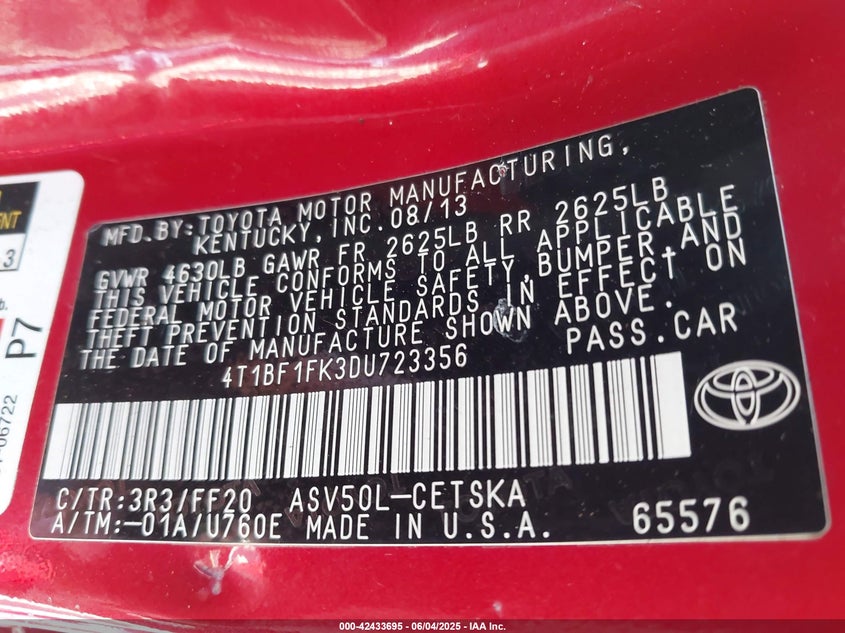 MFD. BY: TOYOTA MOTOR MANUFACTURING,
KENTUCKY, INC. 08/13
GVWR 4630LB GAWR FR 2625LB RR 2625LB
THIS VEHICLE CONFORMS TO ALL APPLICABLE
FEDERAL MOTOR VEHICLE SAFETY, BUMPER, AND
THEFT PREVENTION STANDARDS IN EFFECT ON
THE DATE OF MANUFACTURE SHOWN ABOVE.
4T1BF1FK3DU723356 PASS. CAR
C/TR:3R3/FF20 ASV50L-CETSKA
A/TM:-01A/U760E MADE IN U.S.A. 65576
P7
06722
000-42433695 - 06/04/2025 - IAA Inc.